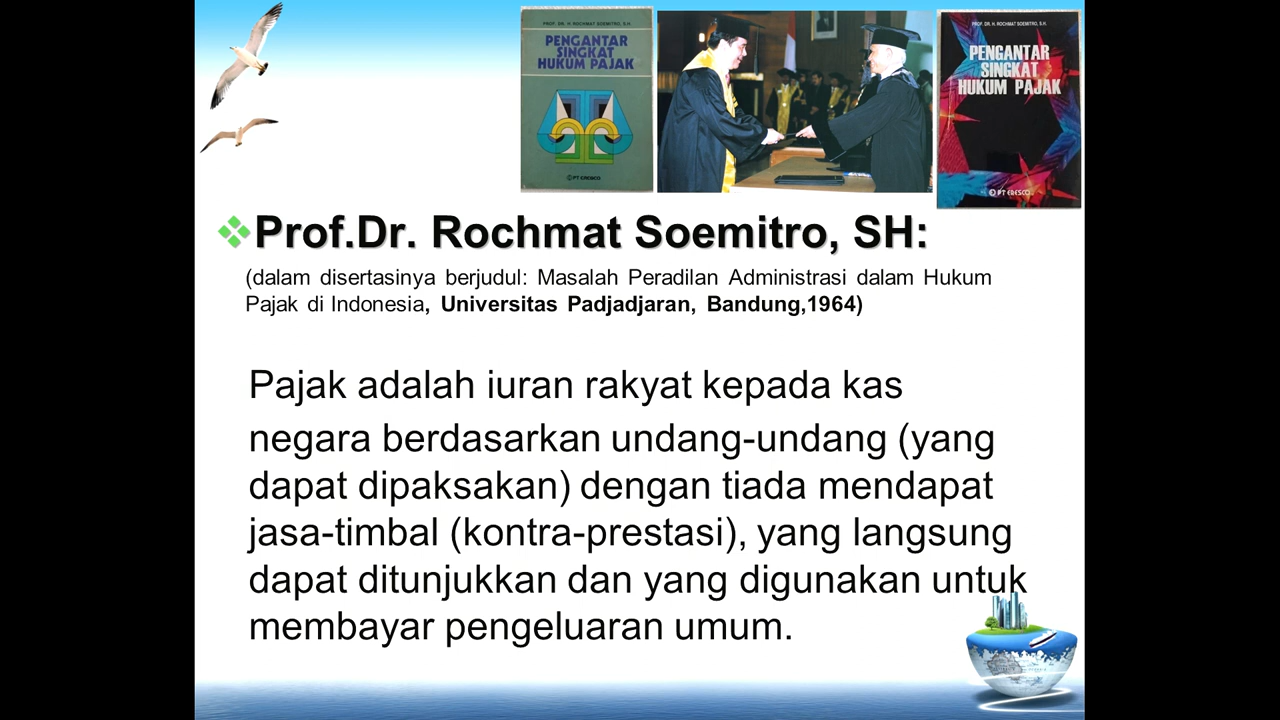 PROF. DR. H. ROCHMAT SOEMITRO, S.H.
PENGANTAR
SINGKAT
HUKUM PAJAK
PT ERESCO
PROF. DR. H. ROCHMAT SOEMITRO, S.H.
PENGANTAR
SINGKAT
HUKUM PAJAK
© PT ERESCO
Prof.Dr. Rochmat Soemitro, SH:
(dalam disertasinya berjudul: Masalah Peradilan Administrasi dalam Hukum
Pajak di Indonesia, Universitas Padjadjaran, Bandung,1964)
Pajak adalah iuran rakyat kepada kas
negara berdasarkan undang-undang (yang
dapat dipaksakan) dengan tiada mendapat
jasa-timbal (kontra-prestasi), yang langsung
dapat ditunjukkan dan yang digunakan untuk
membayar pengeluaran umum.